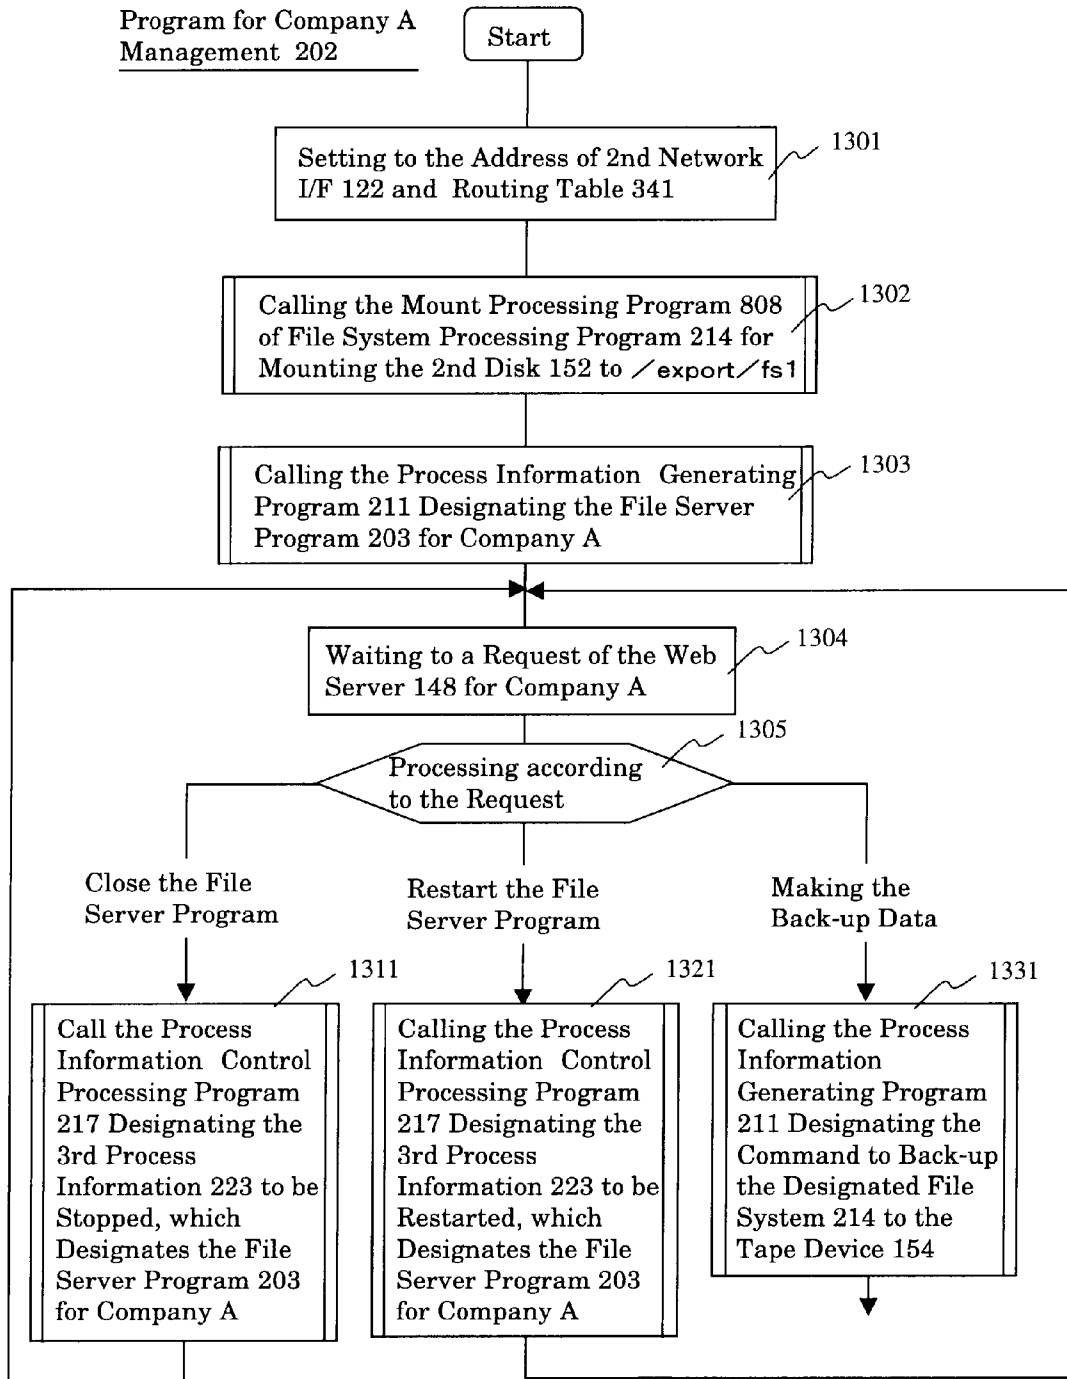 Program for Company A
Management 202
Start
1301
Setting to the Address of 2nd Network
I/F 122 and Routing Table 341
1302
Calling the Mount Processing Program 808
of File System Processing Program 214 for
Mounting the 2nd Disk 152 to /export/fs1
1303
Calling the Process Information Generating
Program 211 Designating the File Server
Program 203 for Company A
1304
Waiting to a Request of the Web
Server 148 for Company A
1305
Processing according
to the Request
Close the File
Server Program
Restart the File
Server Program
Making the
Back-up Data
1311
Call the Process
Information Control
Processing Program
217 Designating the
3rd Process
Information 223 to be
Stopped, which
Designates the File
Server Program 203
for Company A
1321
Calling the Process
Information Control
Processing Program
217 Designating the
3rd Process
Information 223 to be
Restarted, which
Designates the File
Server Program 203
for Company A
1331
Calling the Process
Information
Generating Program
211 Designating the
Command to Back-up
the Designated File
System 214 to the
Tape Device 154